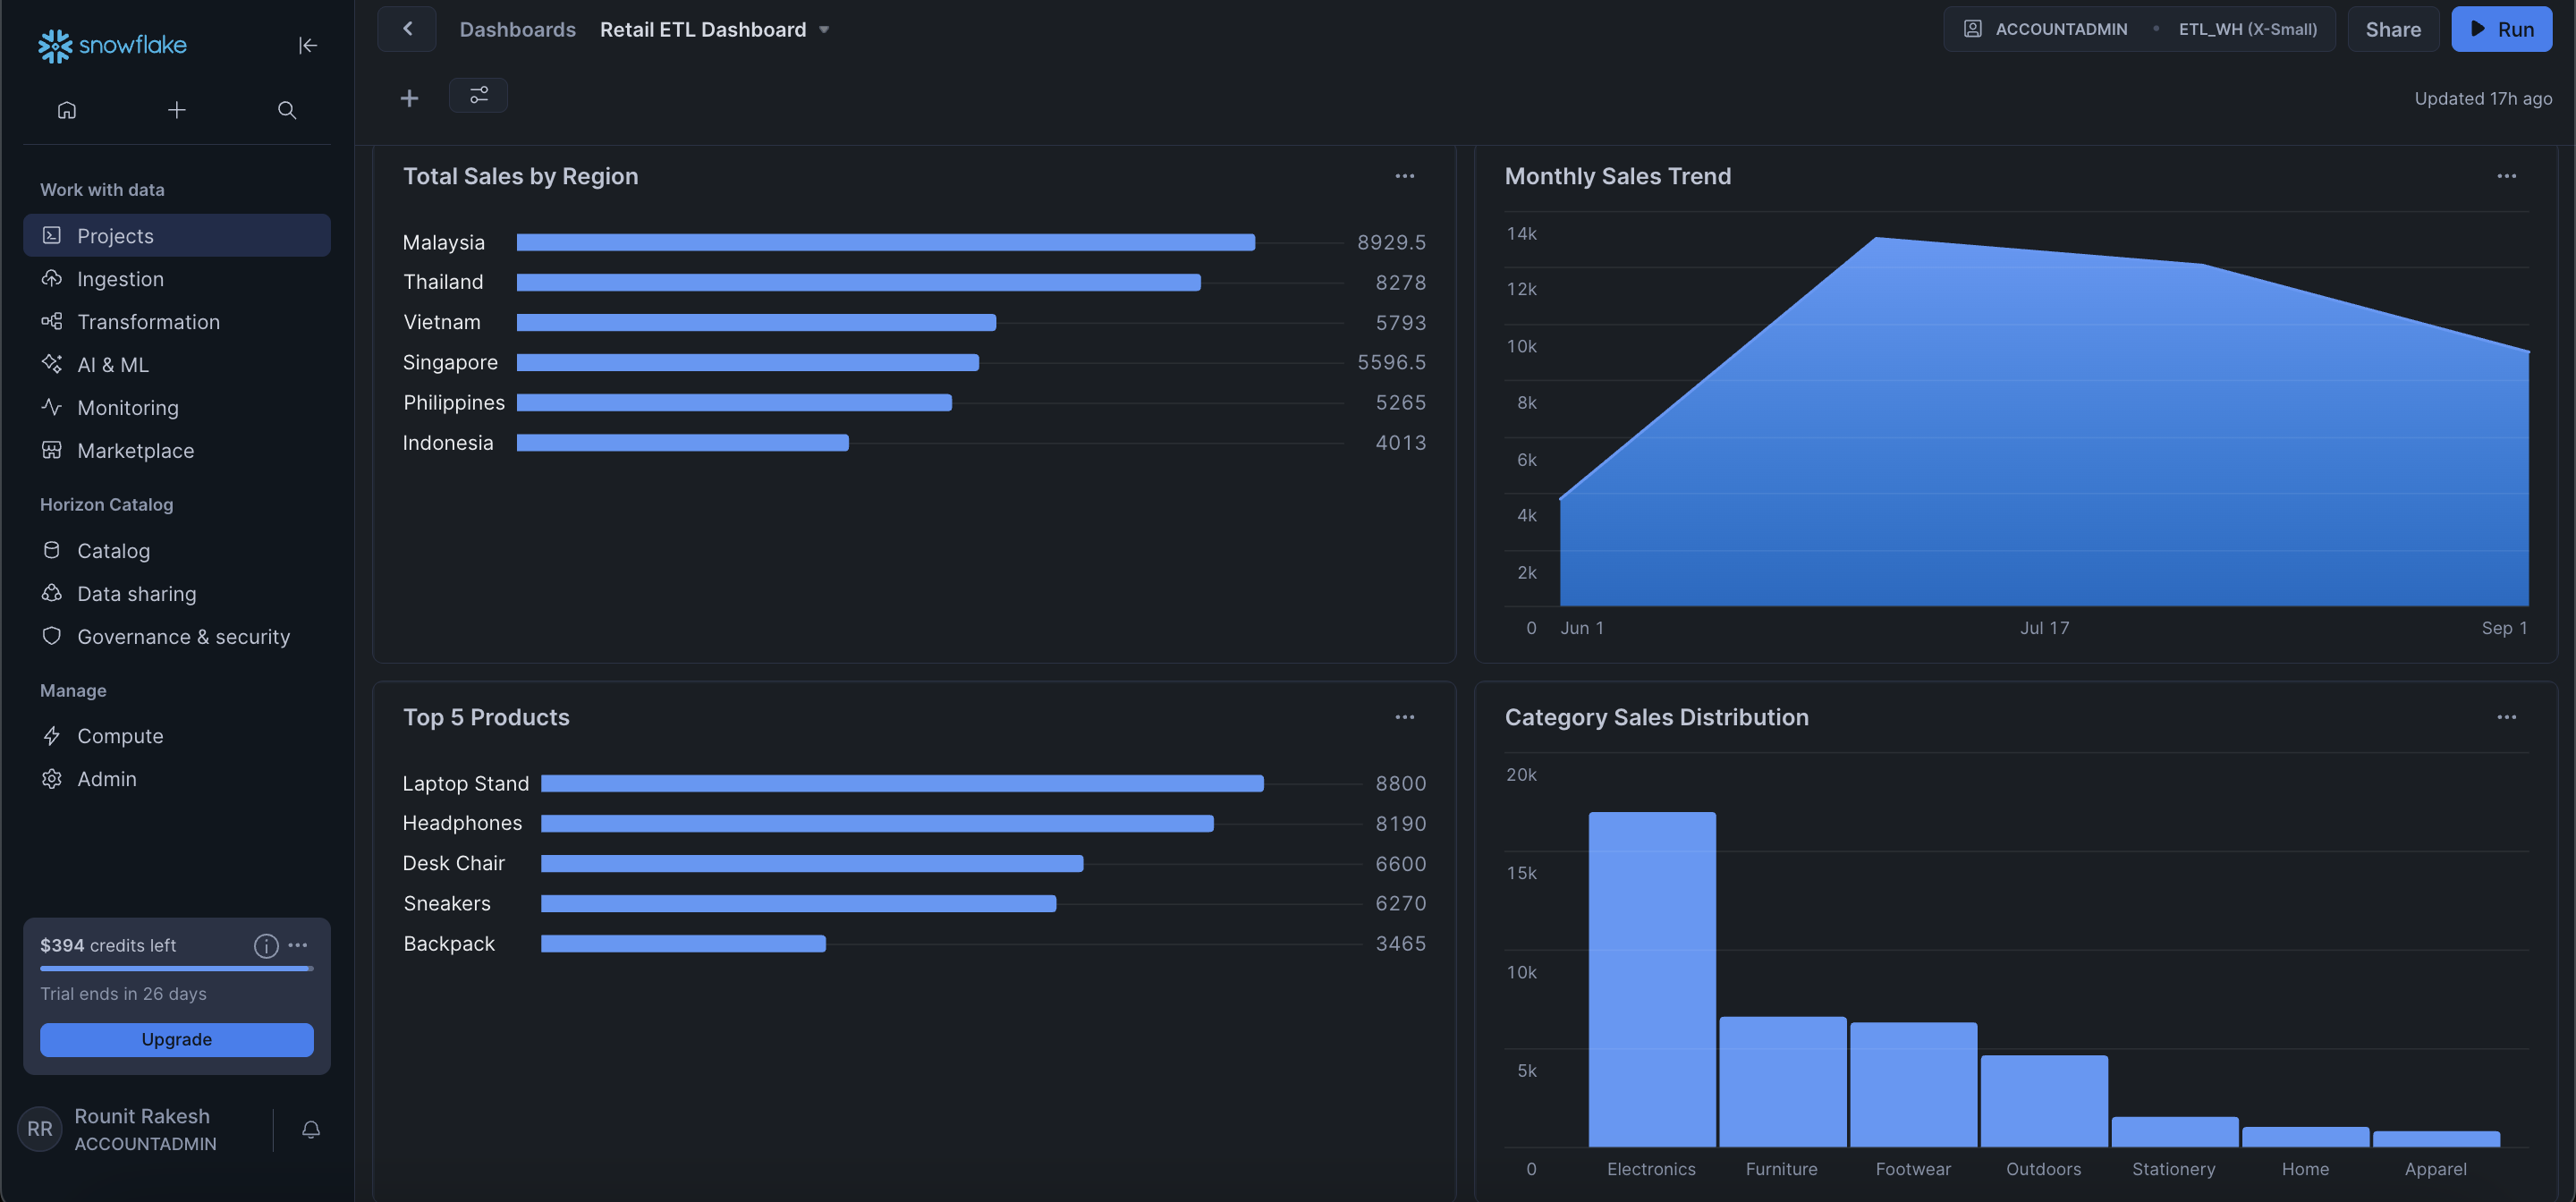 snowflake
Work with data
Projects
Ingestion
Transformation
AI & ML
Monitoring
Marketplace
Horizon Catalog
Catalog
Data sharing
Governance & security
Manage
Compute
Admin
$394 credits left
Trial ends in 26 days
Upgrade
RR
Rounit Rakesh
ACCOUNTADMIN
Dashboards Retail ETL Dashboard
ACCOUNTADMIN • ETL_WH (X-Small)
Share
Run
Updated 17h ago
Total Sales by Region
Malaysia 8929.5
Thailand 8278
Vietnam 5793
Singapore 5596.5
Philippines 5265
Indonesia 4013
Monthly Sales Trend
14k
12k
10k
8k
6k
4k
2k
0 Jun 1 Jul 17 Sep 1
Top 5 Products
Laptop Stand 8800
Headphones 8190
Desk Chair 6600
Sneakers 6270
Backpack 3465
Category Sales Distribution
20k
15k
10k
5k
0 Electronics Furniture Footwear Outdoors Stationery Home Apparel